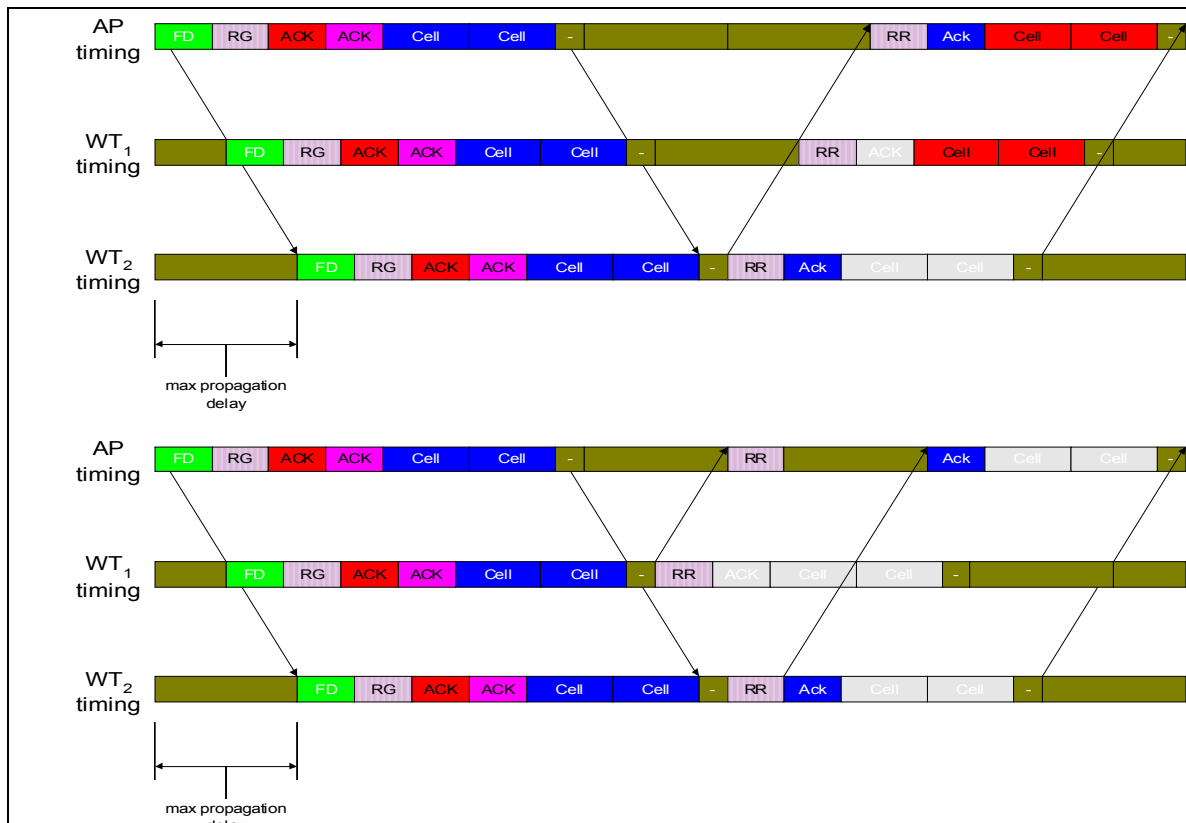 AP
timing
FD RG ACK ACK Cell Cell - RR Ack Cell Cell -
WT1
timing
FD RG ACK ACK Cell Cell - RR ACK Cell Cell -
WT2
timing
FD RG ACK ACK Cell Cell - RR Ack Cell Cell -
max propagation
delay
AP
timing
FD RG ACK ACK Cell Cell - RR Ack Cell Cell -
WT1
timing
FD RG ACK ACK Cell Cell - RR ACK Cell Cell -
WT2
timing
FD RG ACK ACK Cell Cell - RR Ack Cell Cell -
max propagation